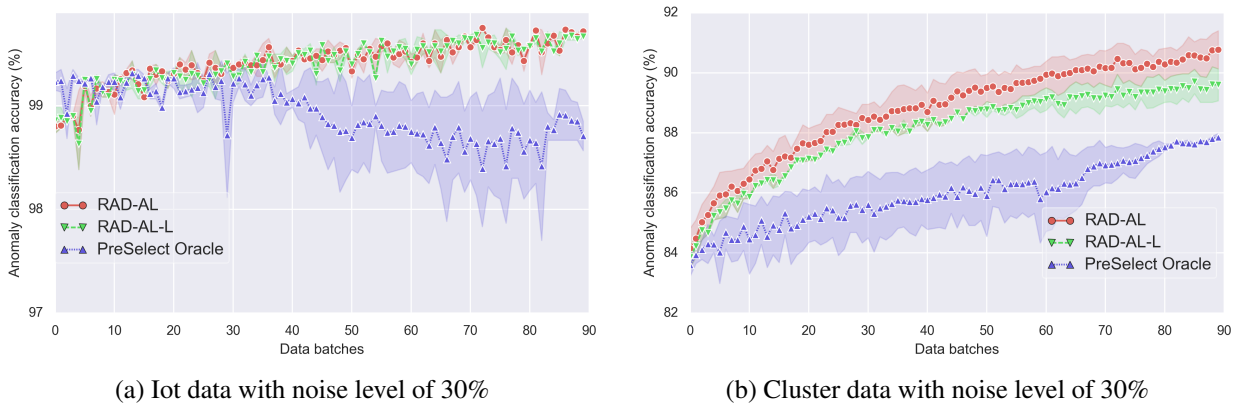 Anomaly classification accuracy (%)
99
98
97
RAD-AL
RAD-AL-L
PreSelect Oracle
0 10 20 30 40 50 60 70 80 90
Data batches
(a) Iot data with noise level of 30%
Anomaly classification accuracy (%)
92
90
88
86
84
82
RAD-AL
RAD-AL-L
PreSelect Oracle
0 10 20 30 40 50 60 72 80 90
Data batches
(b) Cluster data with noise level of 30%